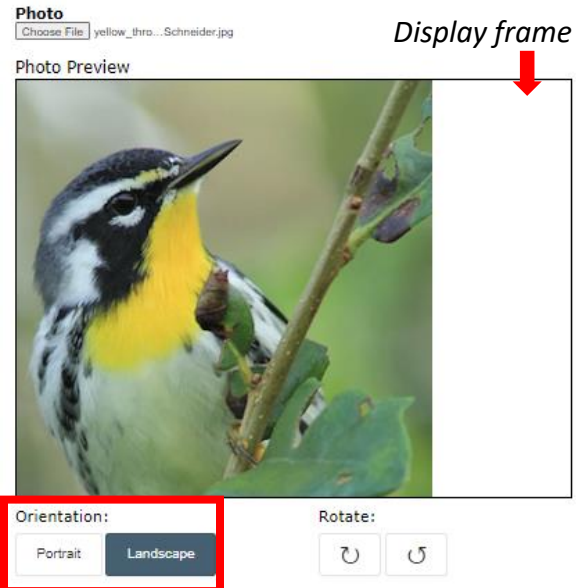 Photo
Choose File yellow_thro...Schneider.jpg
Display frame
Photo Preview
Orientation:
Rotate:
Portrait
Landscape